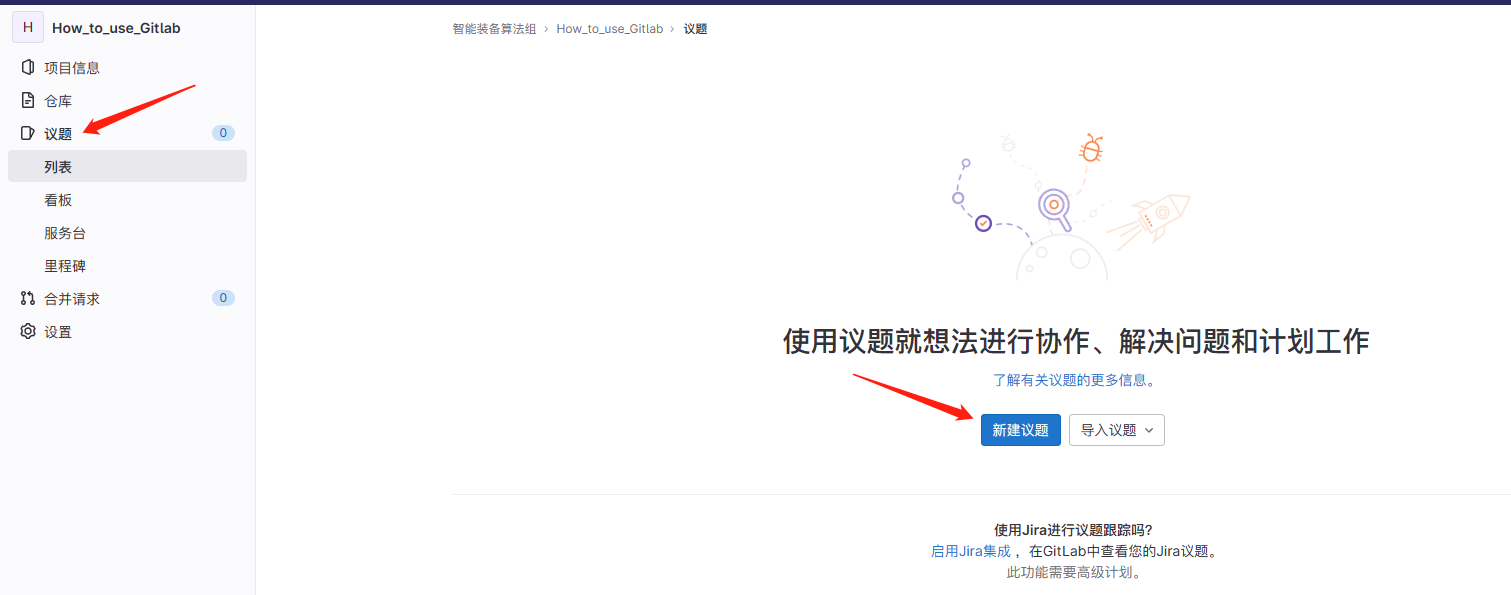 H How_to_use_Gitlab
项目信息
仓库
议题 0
列表
看板
服务台
里程碑
合并请求 0
设置
智能装备算法组 › How_to_use_Gitlab › 议题
使用议题就想法进行协作、解决问题和计划工作
了解有关议题的更多信息。
新建议题 导入议题
使用Jira进行议题跟踪吗?
启用Jira集成 ，在GitLab中查看您的Jira议题。
此功能需要高级计划。